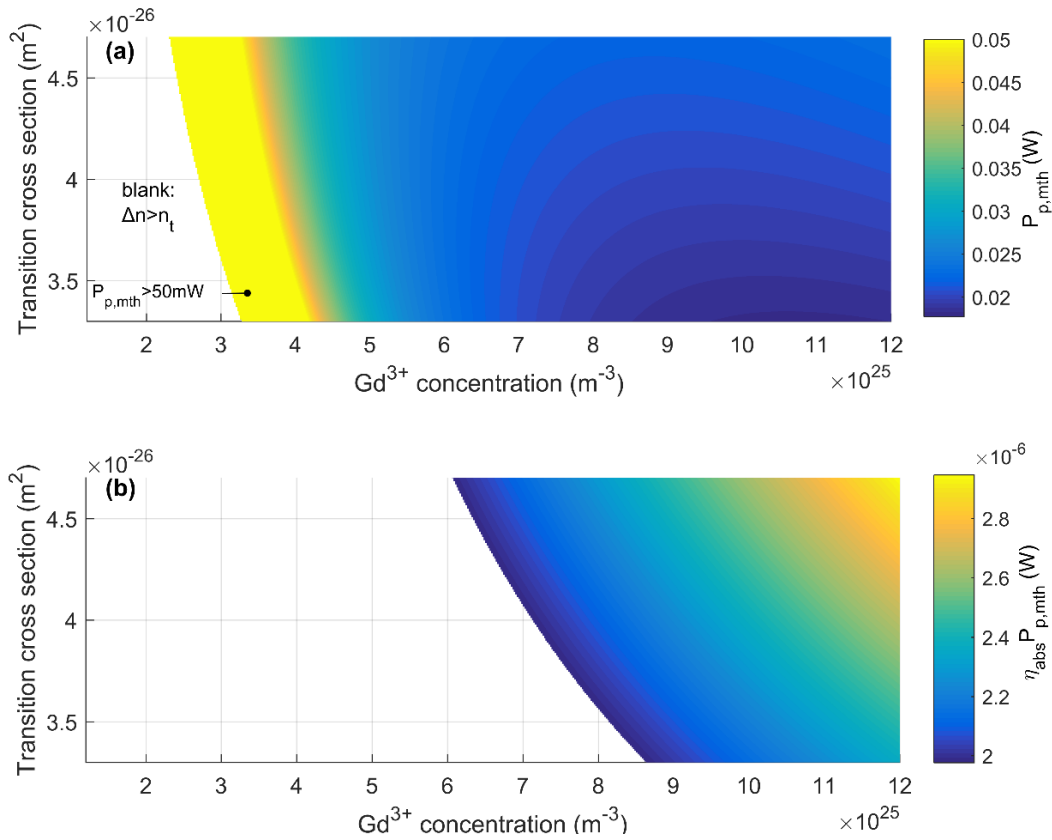 ×10⁻²⁶
(a)
4.5
4
3.5
Transition cross section (m²)
blank:
Δn>nₜ
P_p,mth>50mW
2 3 4 5 6 7 8 9 10 11 12
Gd³⁺ concentration (m⁻³)
×10²⁵
0.05
0.045
0.04
0.035
0.03
0.025
0.02
P_p,mth (W)
×10⁻²⁶
(b)
4.5
4
3.5
Transition cross section (m²)
2 3 4 5 6 7 8 9 10 11 12
Gd³⁺ concentration (m⁻³)
×10²⁵
×10⁻⁶
2.8
2.6
2.4
2.2
2
η_abs P_p,mth (W)